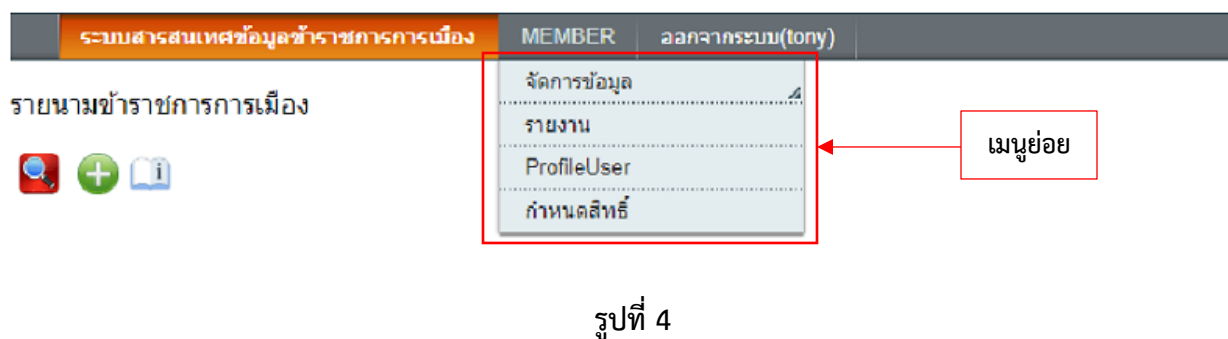 ระบบสารสนเทศข้อมูลข้าราชการการเมือง MEMBER ออกจากระบบ(tony)
รายนามข้าราชการการเมือง
จัดการข้อมูล
รายงาน
ProfileUser
กำหนดสิทธิ์
เมนูย่อย
i
รูปที่ 4